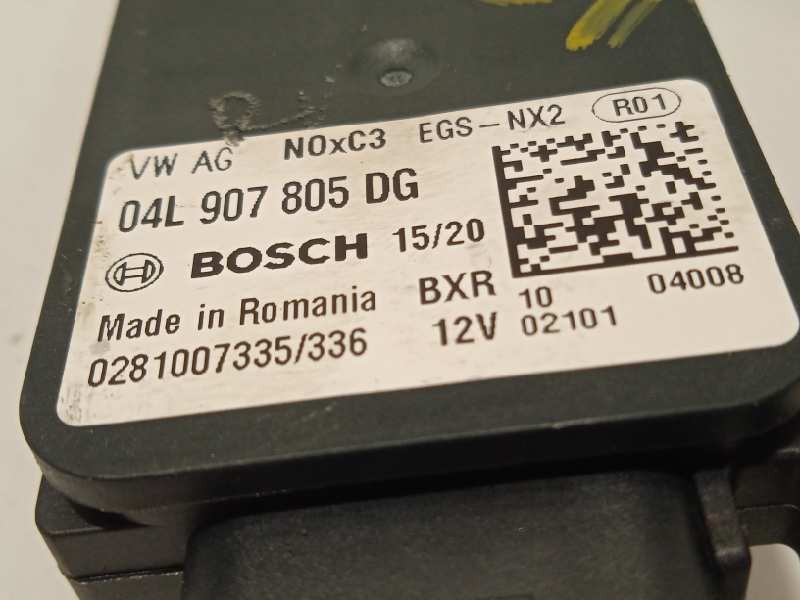 VW AG NOxC3 EGS-NX2 R01
04L 907 805 DG
BOSCH 15/20
Made in Romania BXR 10 04008
0281007335/336 12V 02101